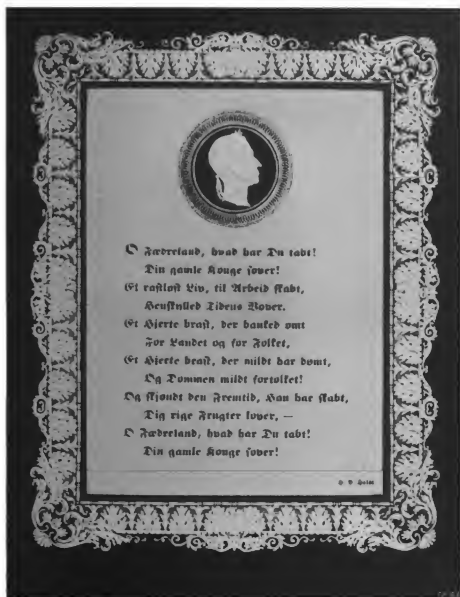 O Fædreland, hvad har Du tabt!
Din gamle Konge sover!
Et rastløst Liv, til Arbeid skabt,
Henskylled Tidens Vover.
Et Hjerte brast, der banked ømt
For Landet og for Folket,
Et Hjerte brast, der mildt har dømt,
Og Dommen mildt fortolket!
Og skjøndt den Fremtid, Han har skabt,
Dig rige Frugter lover, —
O Fædreland, hvad har Du tabt!
Din gamle Konge sover!